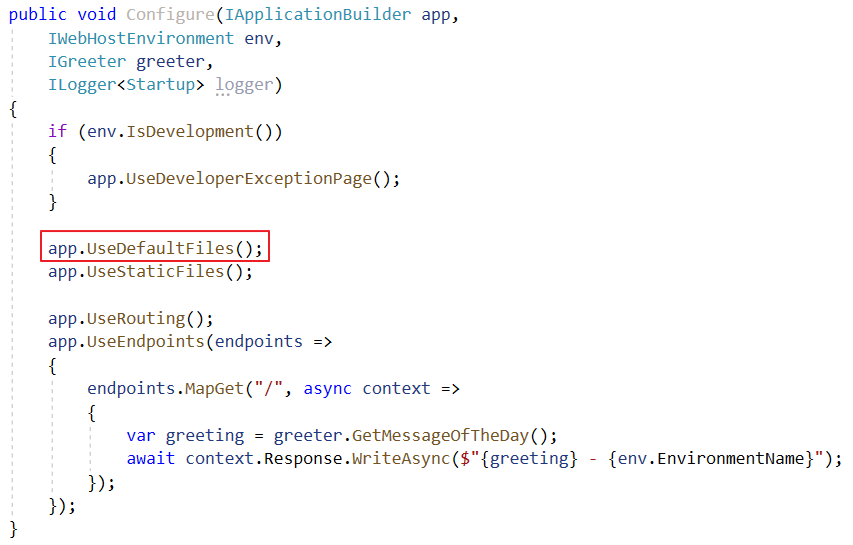 public void Configure(IApplicationBuilder app,
    IWebHostEnvironment env,
    IGreeter greeter,
    ILogger<Startup> logger)
{
    if (env.IsDevelopment())
    {
        app.UseDeveloperExceptionPage();
    }
    app.UseDefaultFiles();
    app.UseStaticFiles();
    app.UseRouting();
    app.UseEndpoints(endpoints =>
    {
        endpoints.MapGet("/", async context =>
        {
            var greeting = greeter.GetMessageOfTheDay();
            await context.Response.WriteAsync($"{greeting} - {env.EnvironmentName}");
        });
    });
}